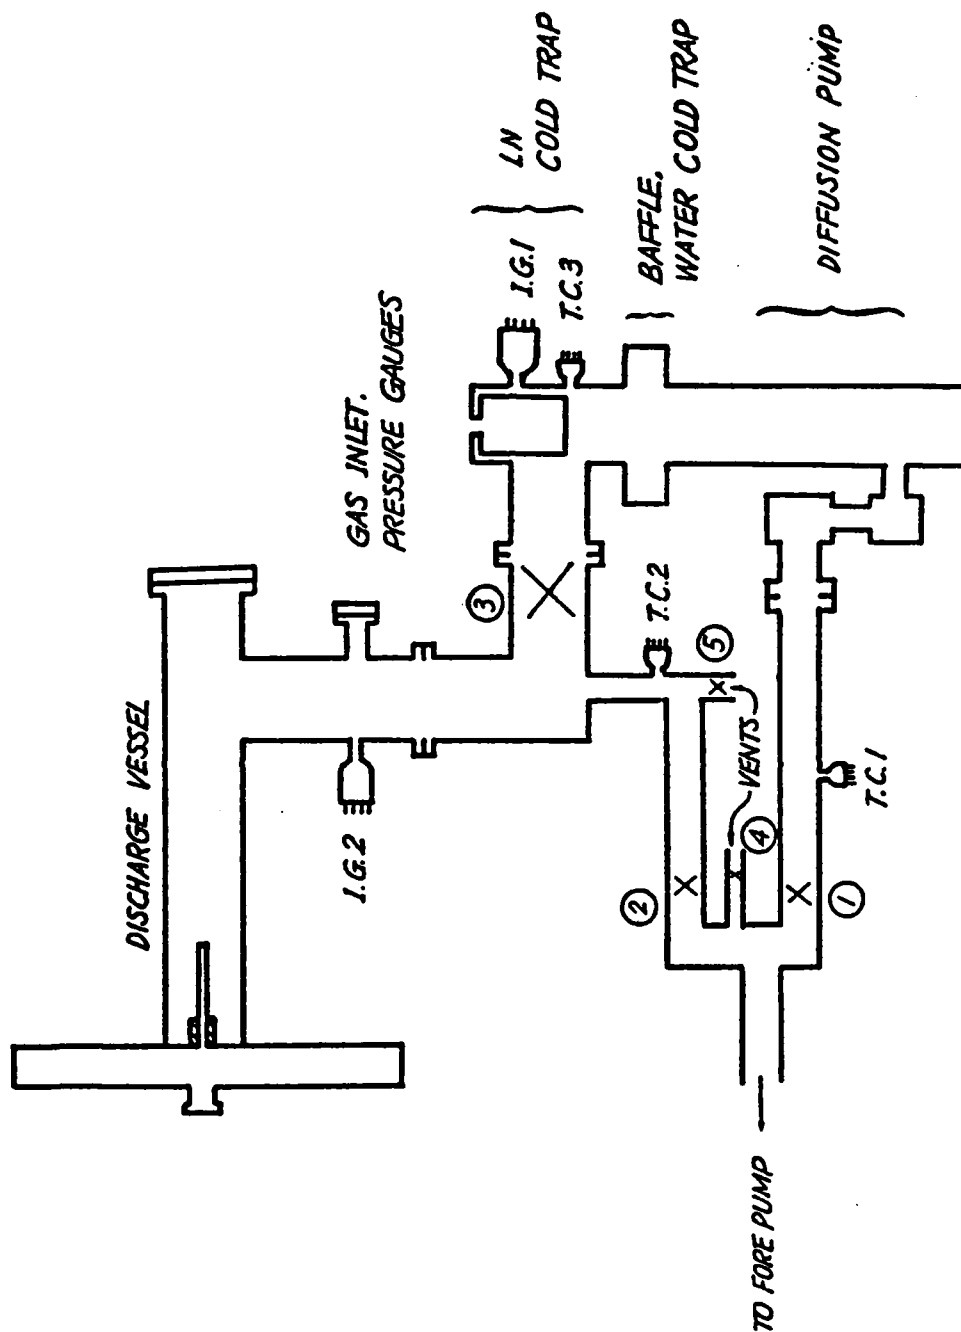 DISCHARGE VESSEL
GAS INLET.
PRESSURE GAUGES
LN
COLD TRAP
I.G.1
T.C.3
BAFFLE.
WATER COLD TRAP
DIFFUSION PUMP
I.G.2
3
T.C.2
5
VENTS
4
2
1
T.C.1
TO FORE PUMP